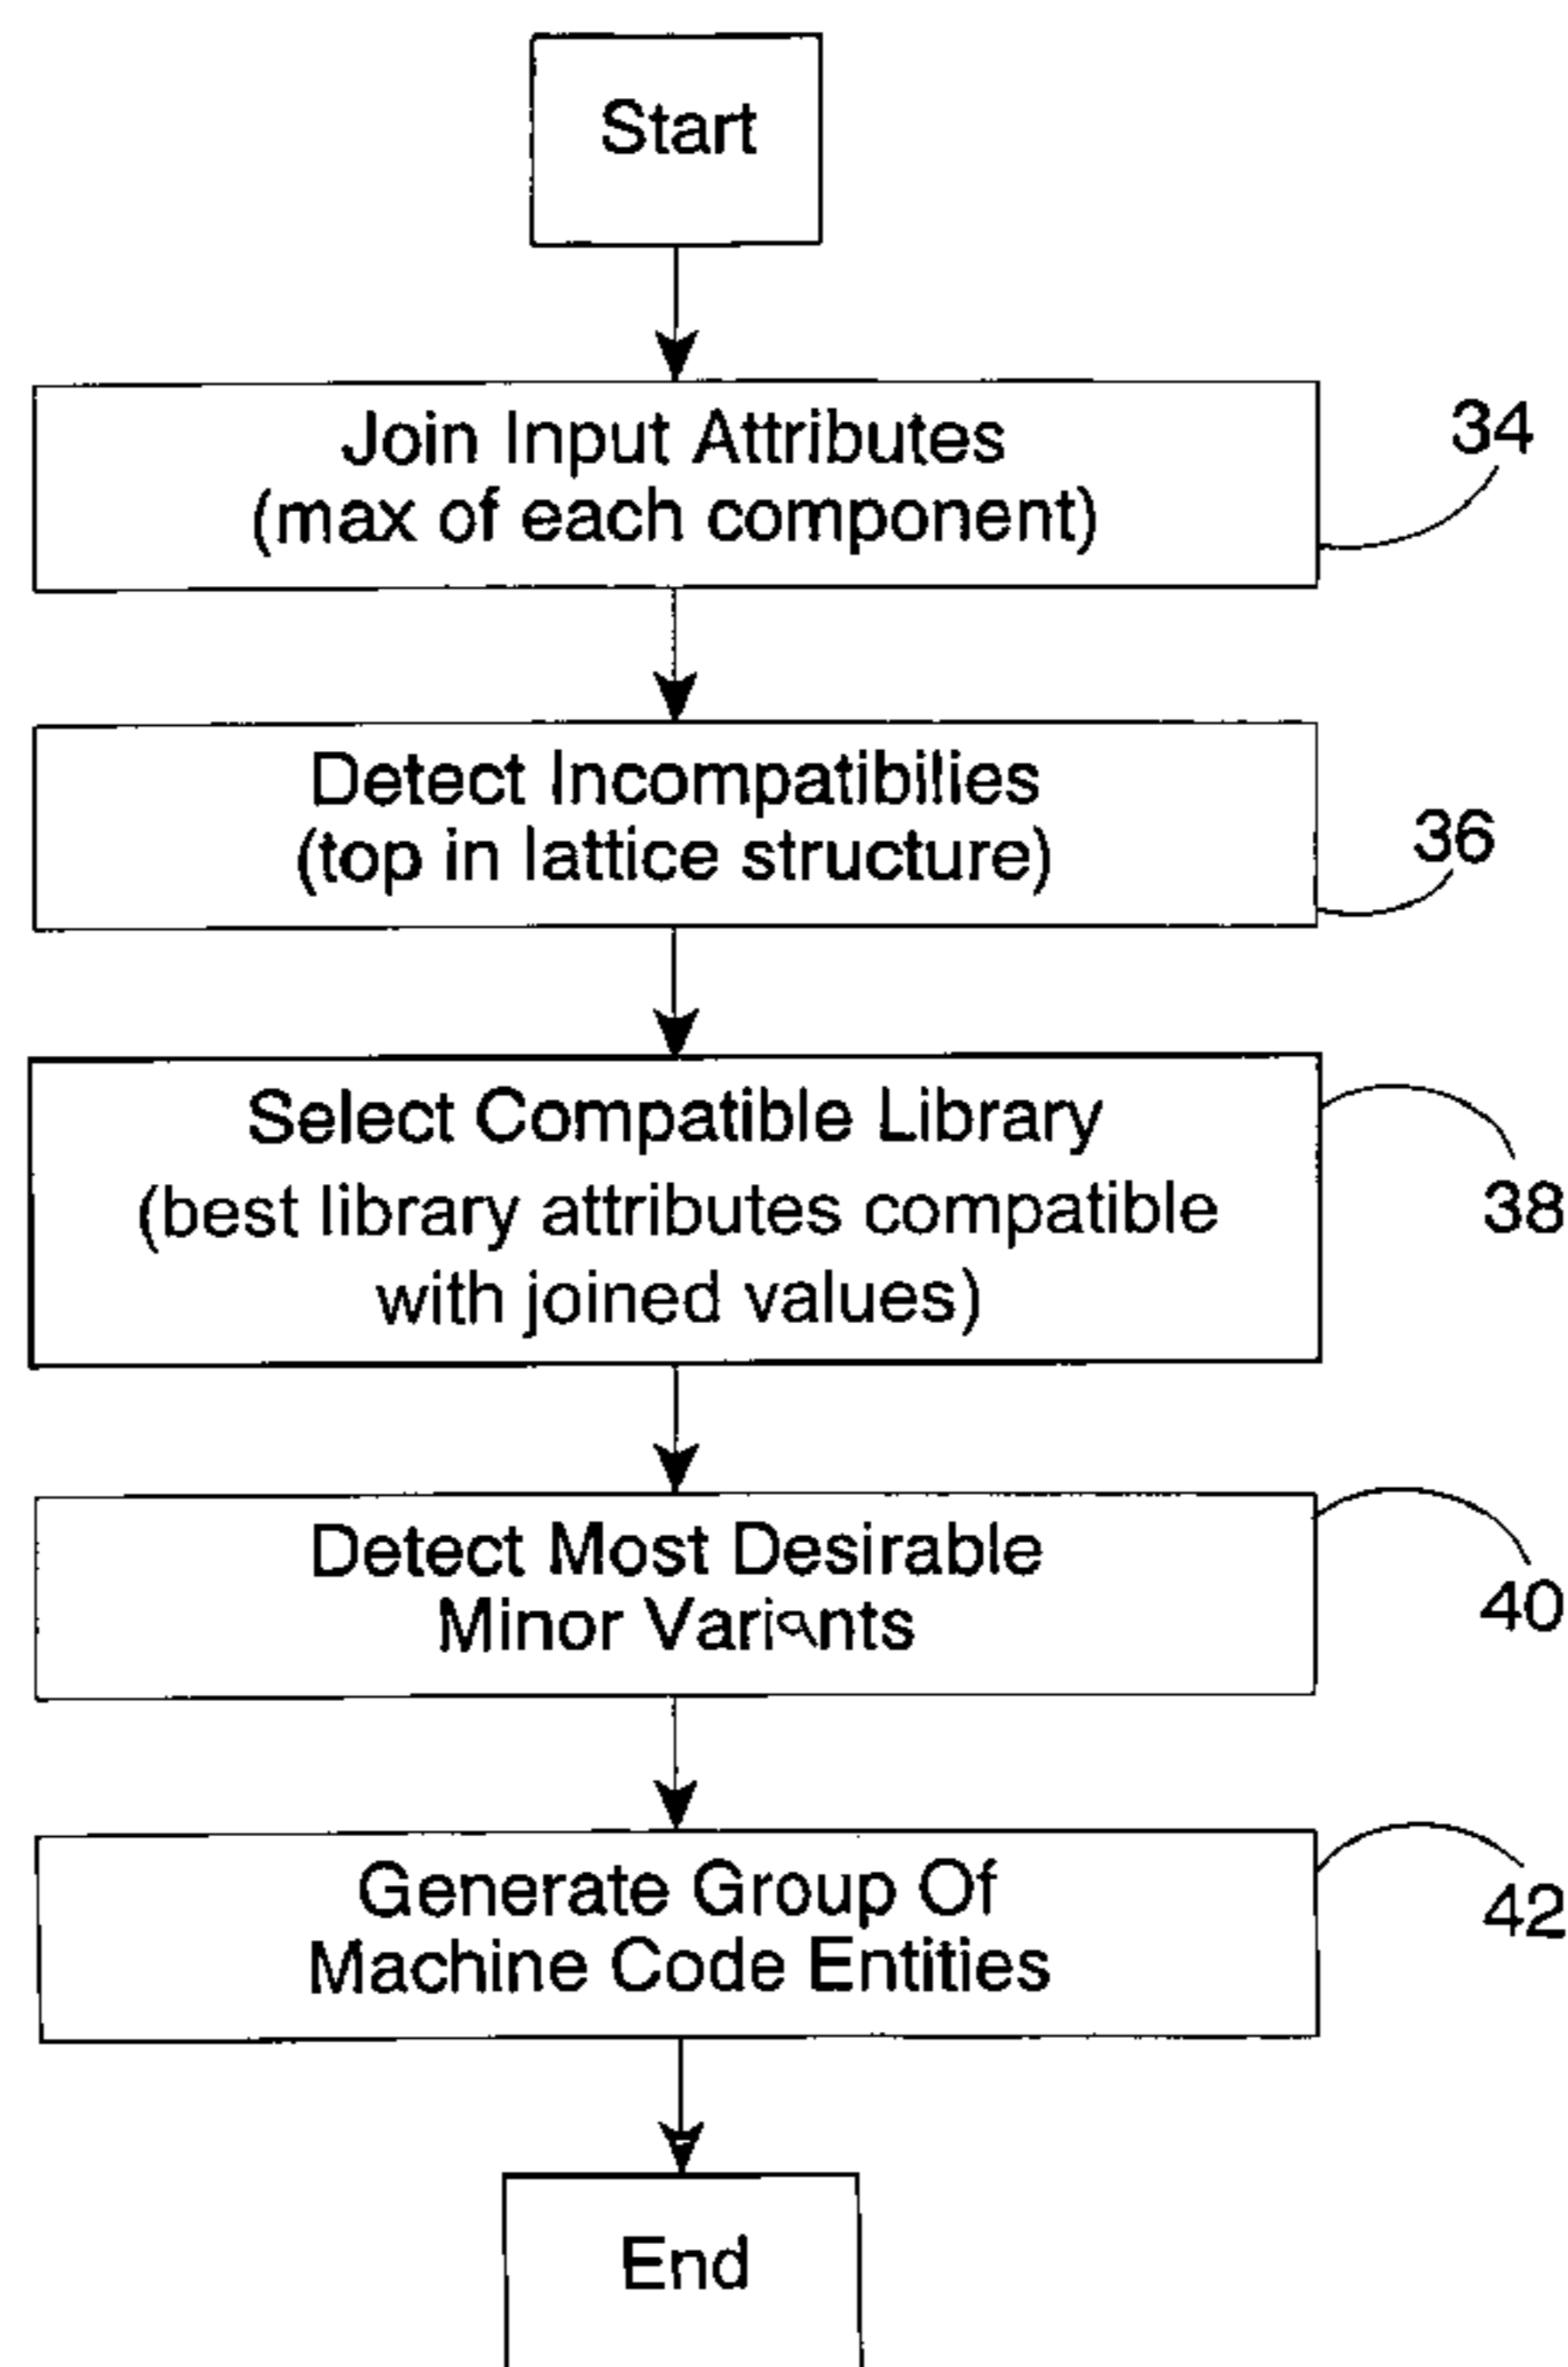 Start
Join Input Attributes
(max of each component)
34
Detect Incompatibilies
(top in lattice structure)
36
Select Compatible Library
(best library attributes compatible
with joined values)
38
Detect Most Desirable
Minor Variants
40
Generate Group Of
Machine Code Entities
42
End